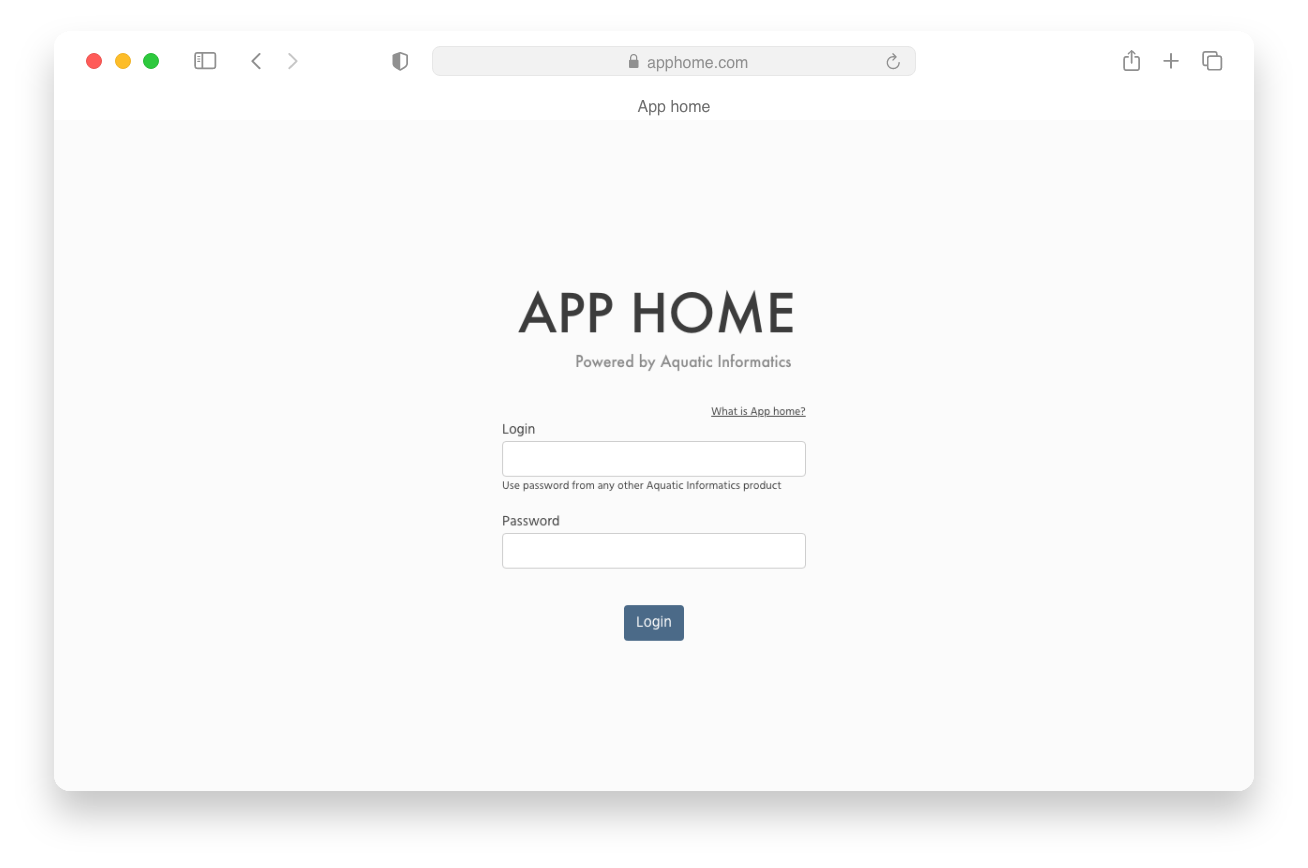 apphome.com
App home
APP HOME
Powered by Aquatic Informatics
What is App home?
Login
Use password from any other Aquatic Informatics product
Password
Login